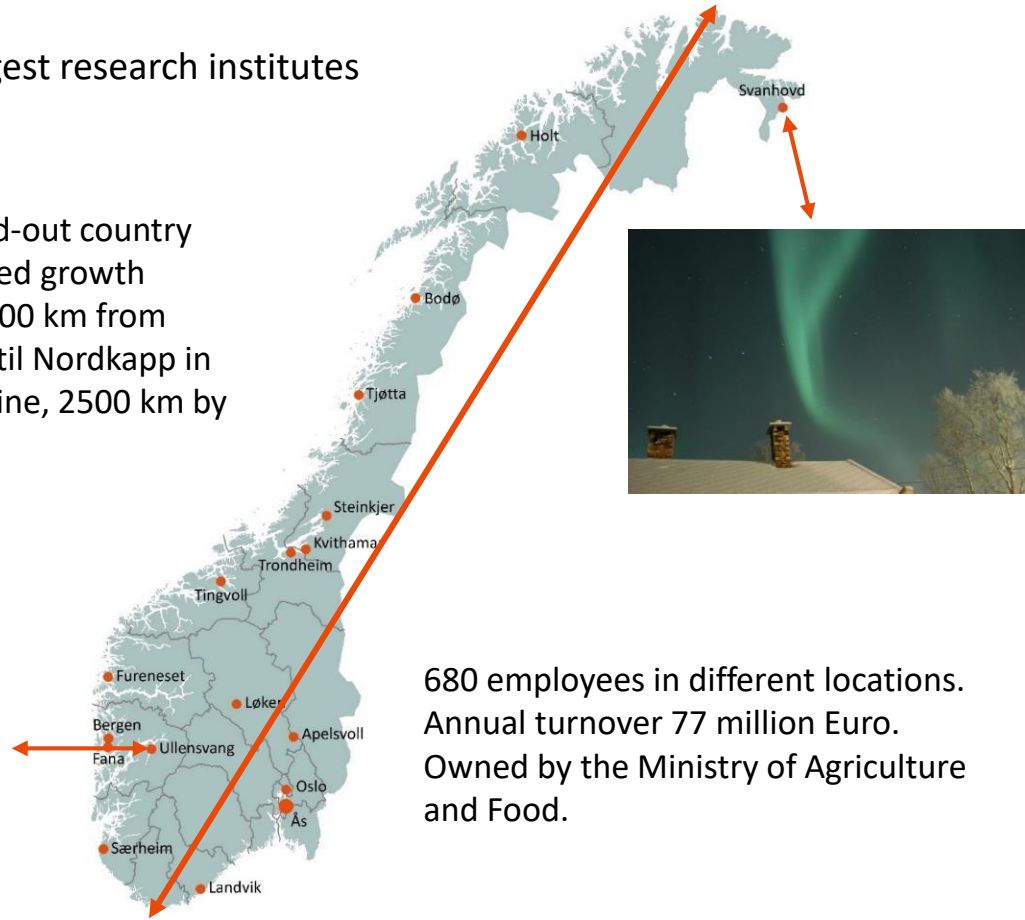 gest research institutes
d-out country
ed growth
00 km from
til Nordkapp in
ine, 2500 km by
Svanhovd
Holt
Bodø
Tjøtta
Steinkjer
Kvithama
Trondheim
Tingvoll
Fureneset
Løken
Bergen
Apelsvoll
Fana
Ullensvang
Oslo
Ås
Særheim
Landvik
680 employees in different locations.
Annual turnover 77 million Euro.
Owned by the Ministry of Agriculture
and Food.